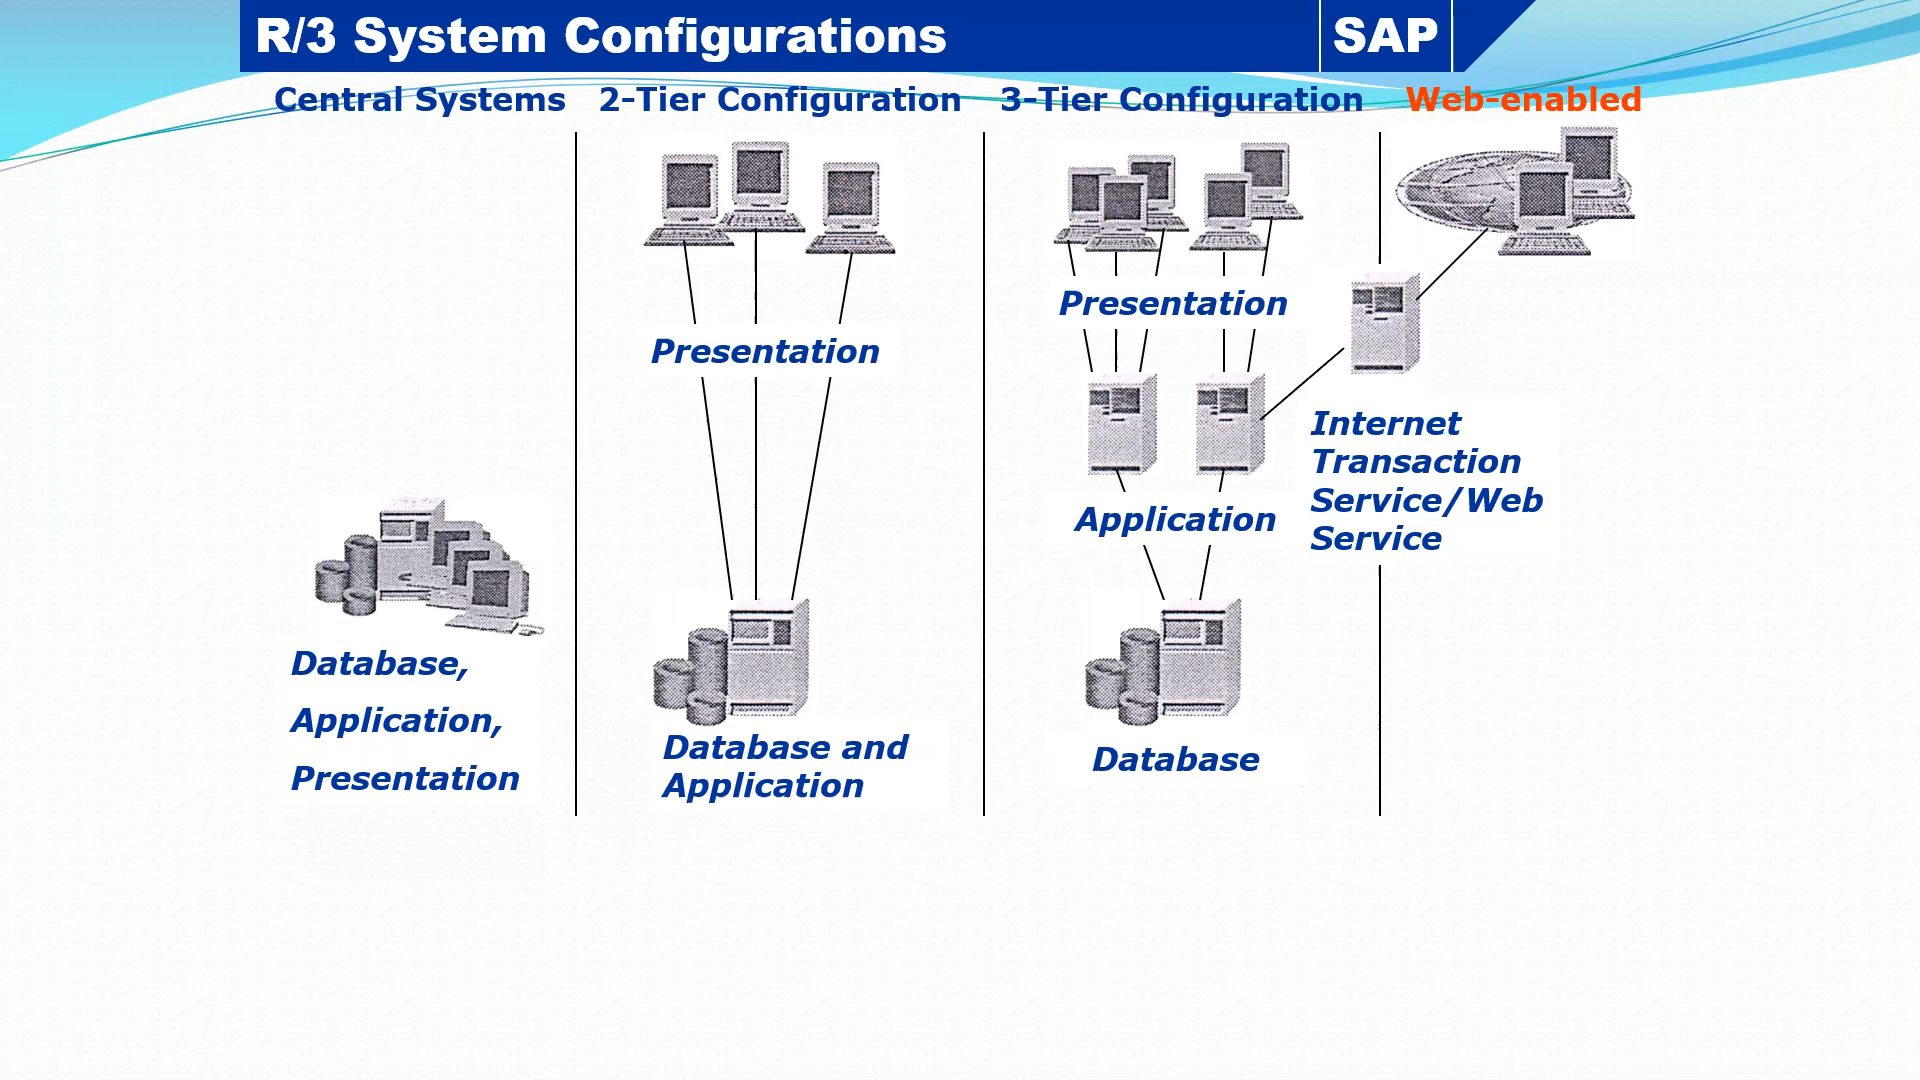 R/3 System Configurations
SAP
Central Systems
2-Tier Configuration
3-Tier Configuration
Web-enabled
Database,
Application,
Presentation
Presentation
Database and
Application
Presentation
Application
Database
Internet
Transaction
Service/Web
Service